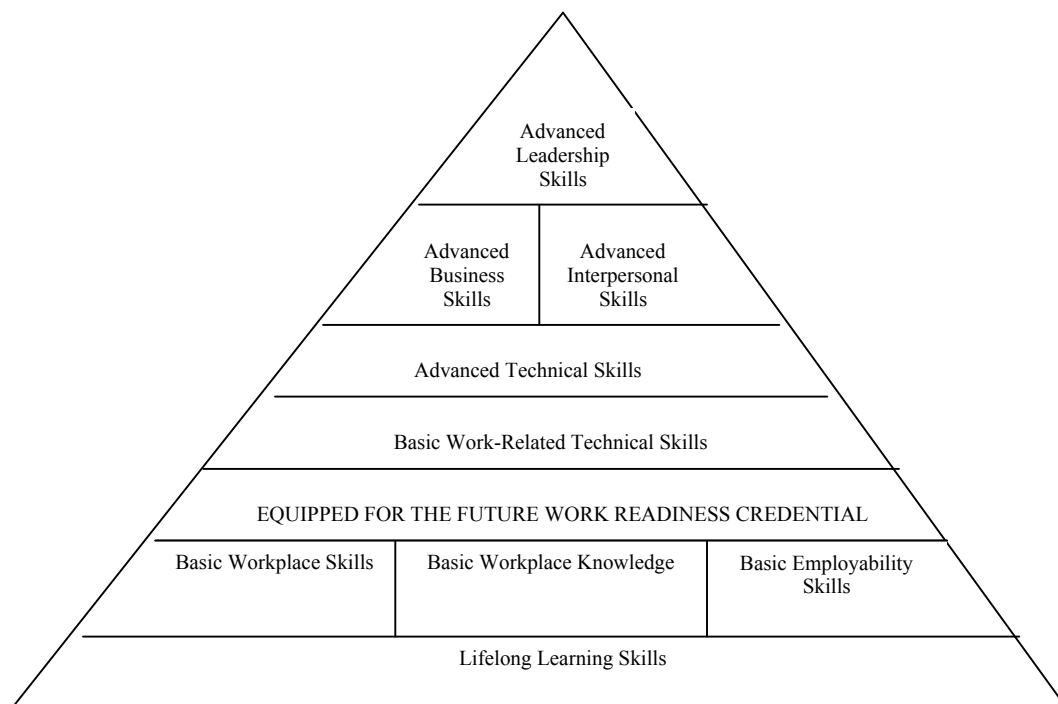 Advanced
Leadership
Skills
Advanced
Business
Skills
Advanced
Interpersonal
Skills
Advanced Technical Skills
Basic Work-Related Technical Skills
EQUIPPED FOR THE FUTURE WORK READINESS CREDENTIAL
Basic Workplace Skills
Basic Workplace Knowledge
Basic Employability
Skills
Lifelong Learning Skills